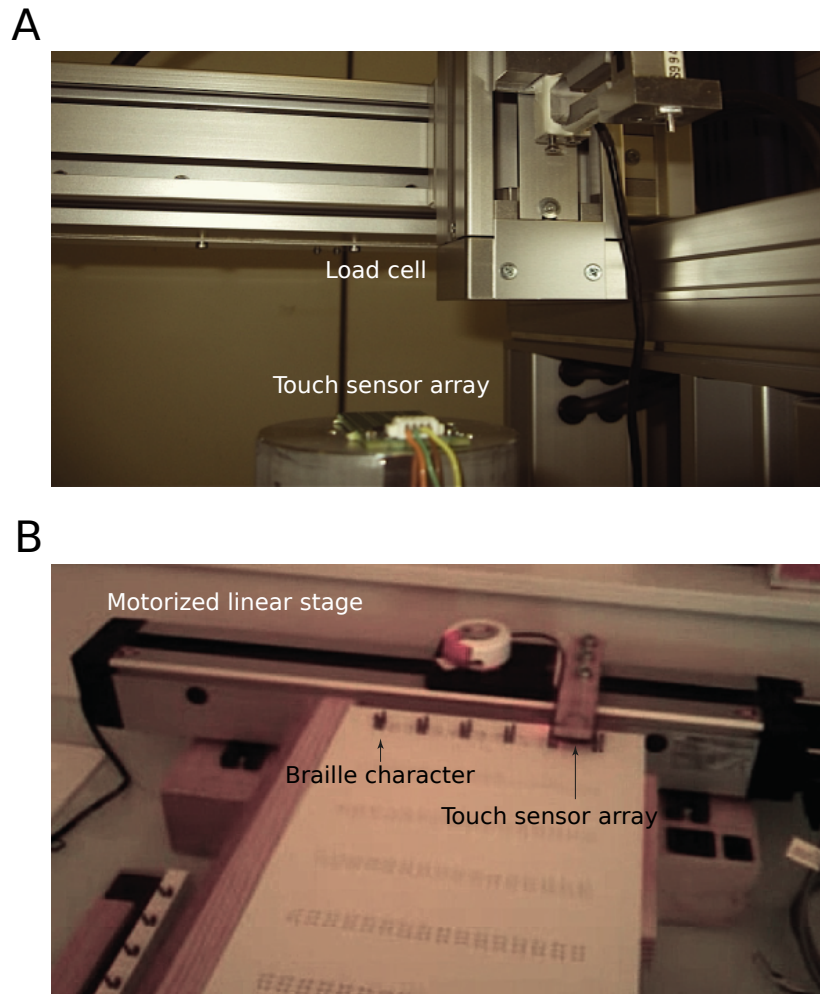 A
Load cell
Touch sensor array
B
Motorized linear stage
Braille character
Touch sensor array